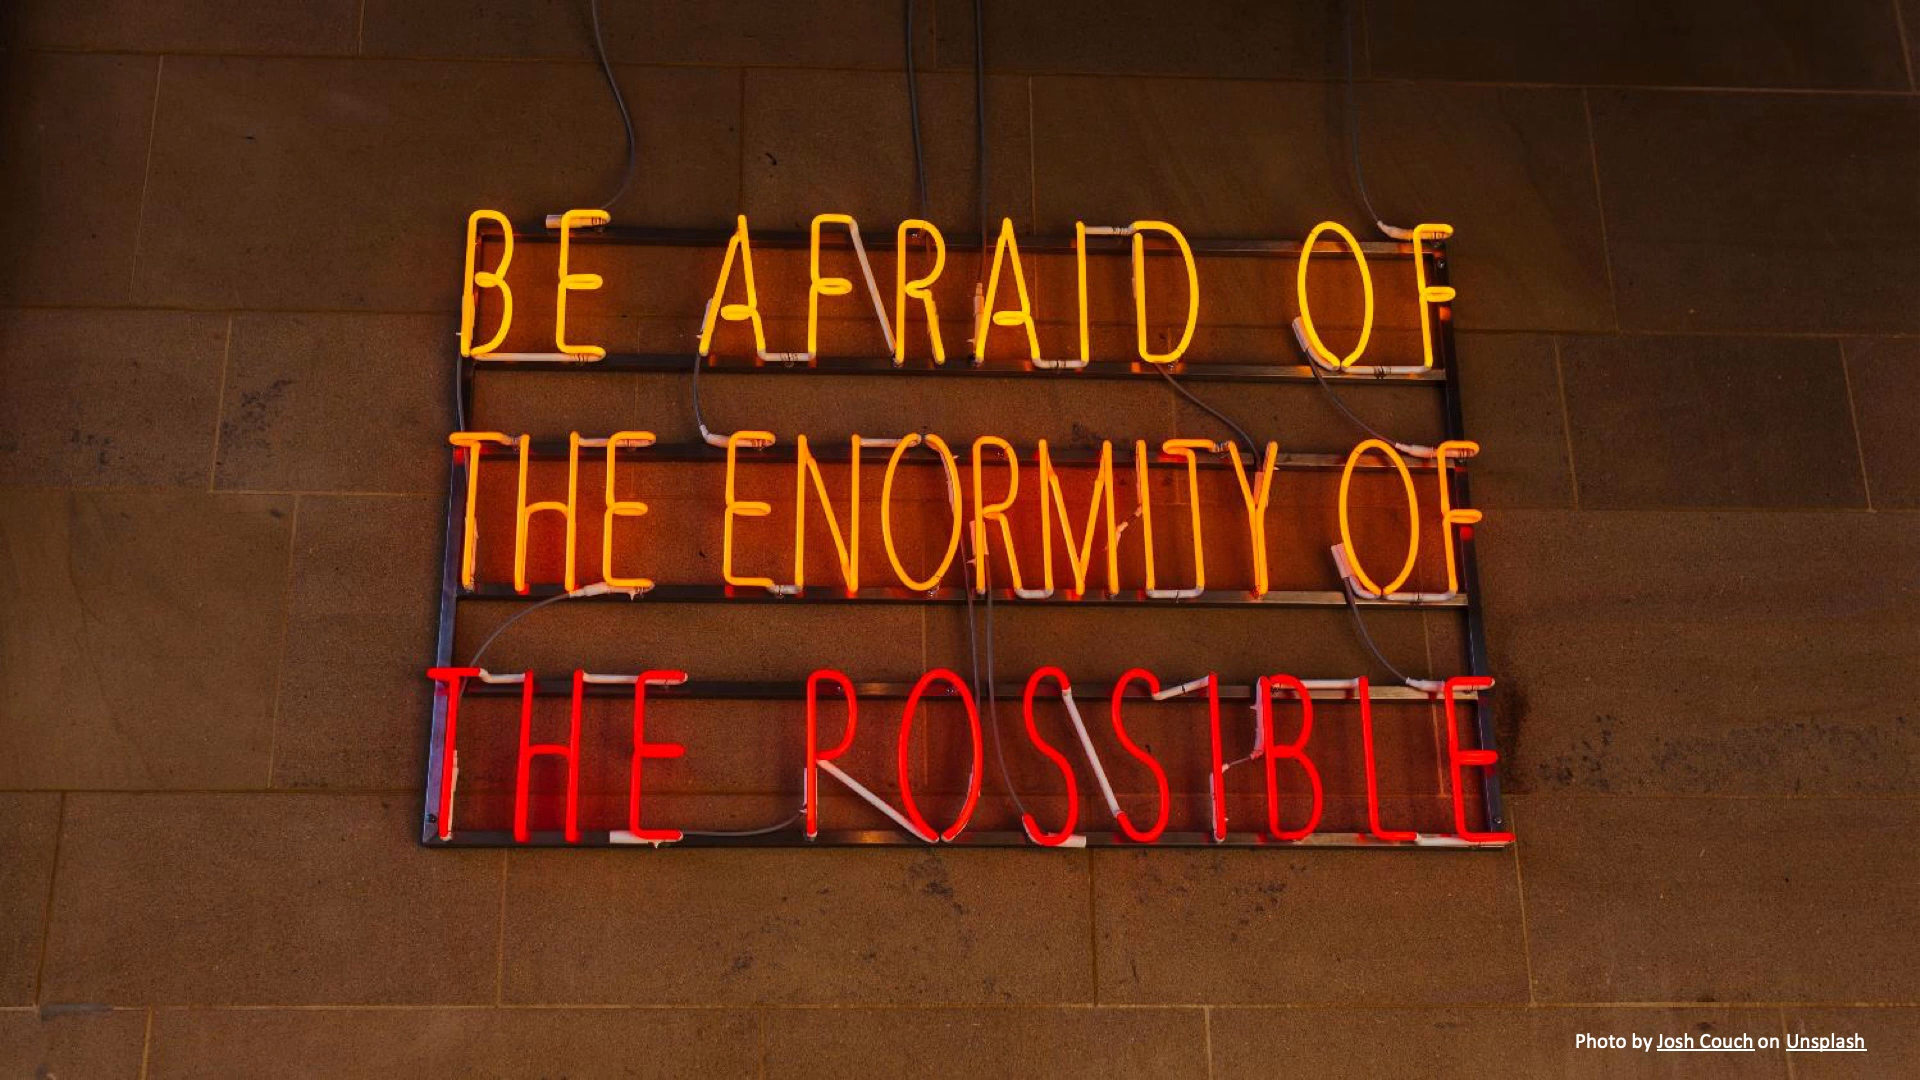 BE AFRAID OF
THE ENORMITY OF
THE POSSIBLE
Photo by Josh Couch on Unsplash